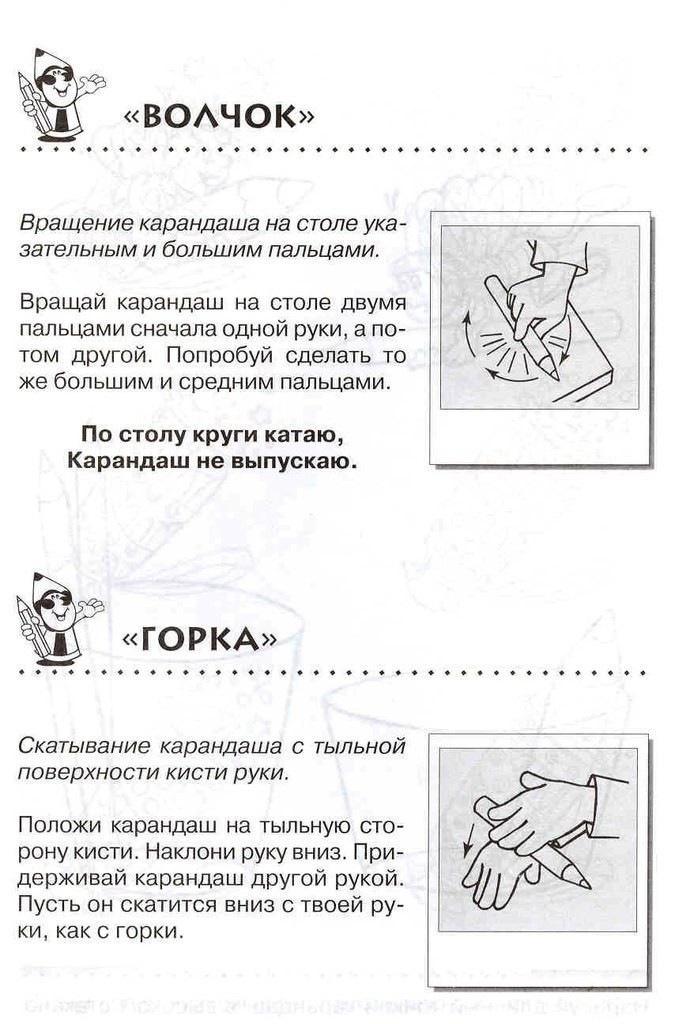 «ВОЛЧОК»
Вращение карандаша на столе ука-
зательным и большим пальцами.
Вращай карандаш на столе двумя
пальцами сначала одной руки, а по-
том другой. Попробуй сделать то
же большим и средним пальцами.
По столу круги катаю,
Карандаш не выпускаю.
«ГОРКА»
Скатывание карандаша с тыльной
поверхности кисти руки.
Положи карандаш на тыльную сто-
рону кисти. Наклони руку вниз. При-
держивай карандаш другой рукой.
Пусть он скатится вниз с твоей ру-
ки, как с горки.